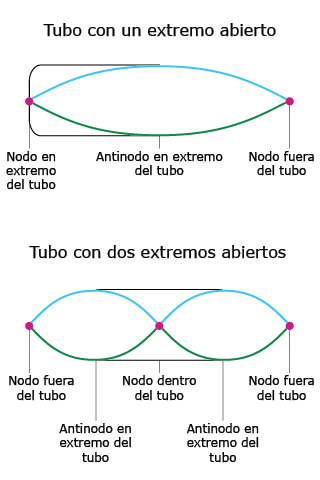 Tubo con un extremo abierto
Nodo en
extremo
del tubo
Antinodo en extremo
del tubo
Nodo fuera
del tubo
Tubo con dos extremos abiertos
Nodo fuera
del tubo
Nodo dentro
del tubo
Nodo fuera
del tubo
Antinodo en
extremo del
tubo
Antinodo en
extremo del
tubo